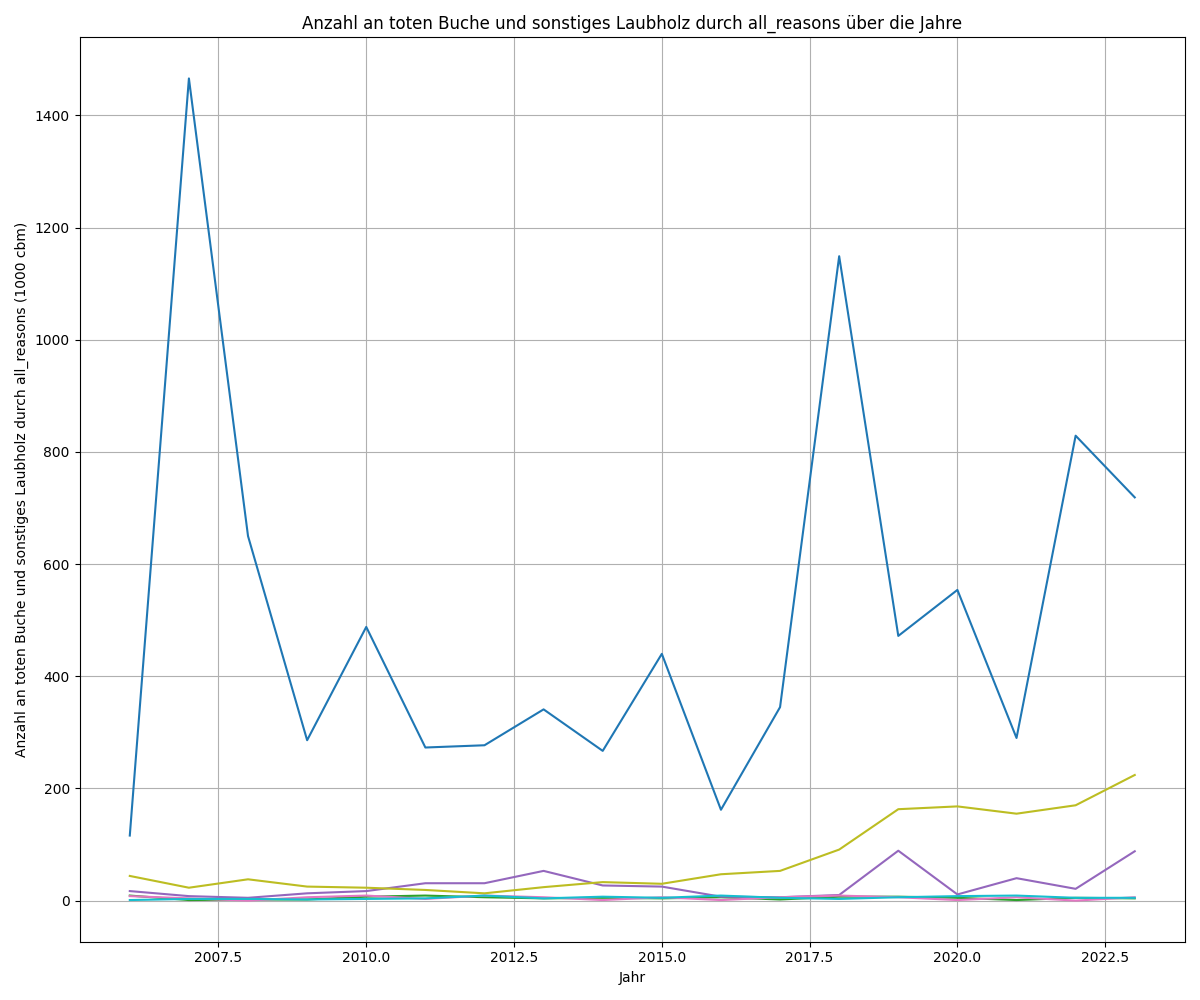 Anzahl an toten Buche und sonstiges Laubholz durch all_reasons über die Jahre
Anzahl an toten Buche und sonstiges Laubholz durch all_reasons (1000 cbm)
1400
1200
1000
800
600
400
200
0
2007.5 2010.0 2012.5 2015.0 2017.5 2020.0 2022.5
Jahr